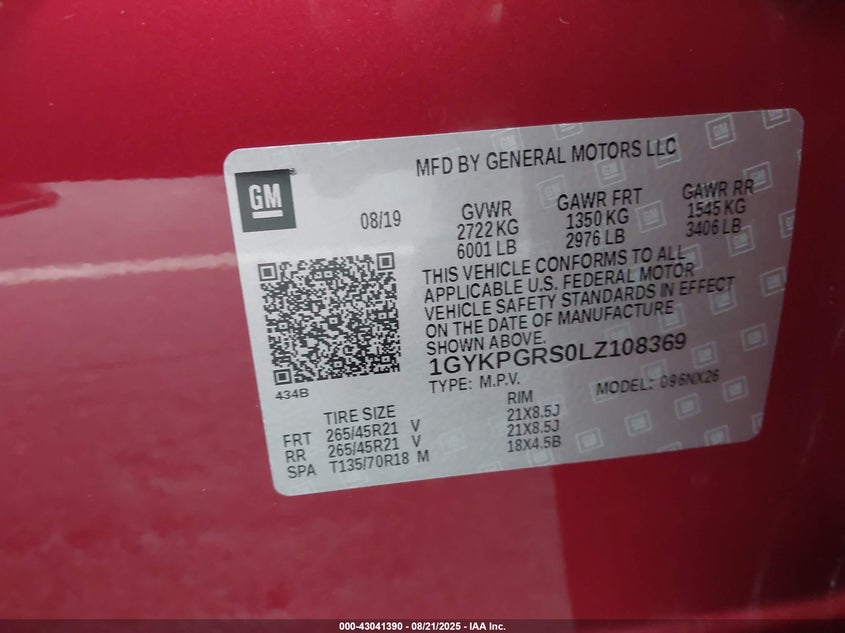 MFD BY GENERAL MOTORS LLC
GM
08/19
GVWR GAWR FRT GAWR RR
2722 KG 1350 KG 1545 KG
6001 LB 2976 LB 3406 LB
THIS VEHICLE CONFORMS TO ALL
APPLICABLE U.S. FEDERAL MOTOR
VEHICLE SAFETY STANDARDS IN EFFECT
ON THE DATE OF MANUFACTURE
SHOWN ABOVE.
1GYKPGRS0LZ108369
TYPE: M.P.V. MODEL: 096NX26
434B
TIRE SIZE RIM
FRT 265/45R21 V 21X8.5J
RR 265/45R21 V 21X8.5J
SPA T135/70R18 M 18X4.5B
000-43041390 - 08/21/2025 - IAA Inc.